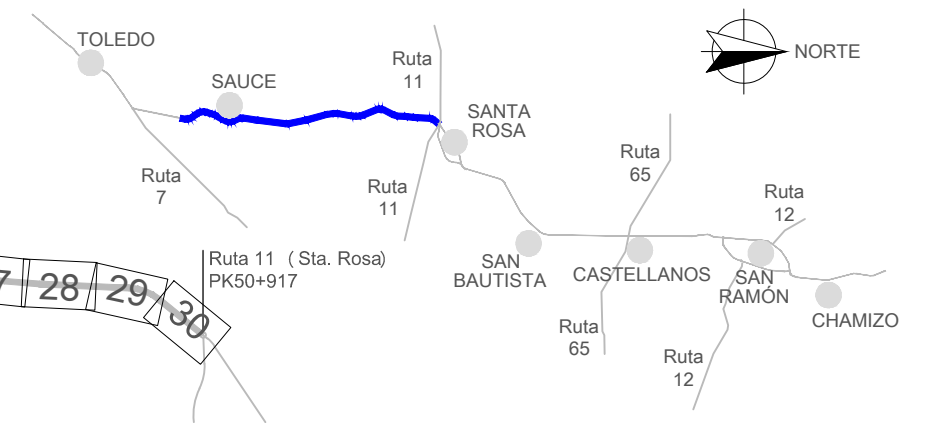 TOLEDO
SAUCE
Ruta
11
NORTE
SANTA
ROSA
Ruta
65
Ruta
7
Ruta
11
Ruta
12
SAN
BAUTISTA
CASTELLANOS
SAN
RAMÓN
CHAMIZO
Ruta 11 ( Sta. Rosa)
PK50+917
7
28
29
30
Ruta
65
Ruta
12